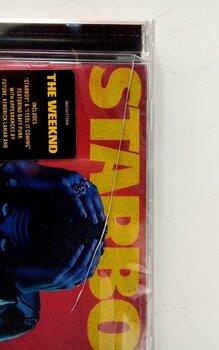 THE WEEKND
INCLUDES
"STARBOY" & "I FEEL IT COMING"
FEATURING DAFT PUNK
WITH APPEARANCES BY
FUTURE, KENDRICK LAMAR AND
STARBO